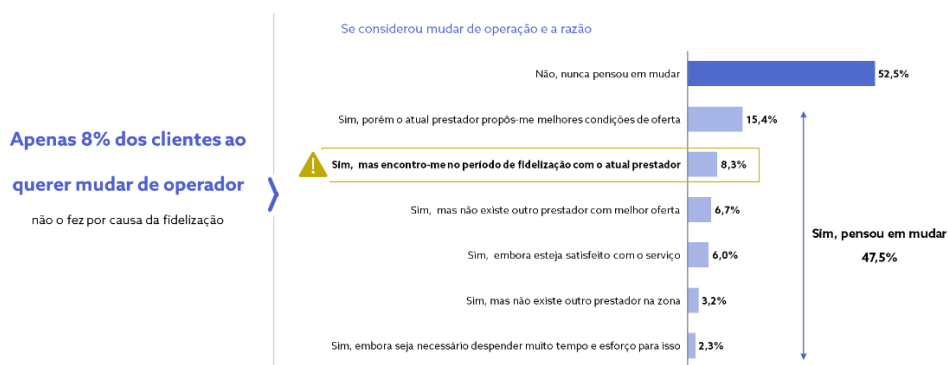 Se considerou mudar de operação e a razão
Apenas 8% dos clientes ao
querer mudar de operador
não o fez por causa da fidelização
Não, nunca pensou em mudar 52,5%
Sim, porém o atual prestador propôs-me melhores condições de oferta 15,4%
Sim, mas encontro-me no período de fidelização com o atual prestador 8,3%
Sim, mas não existe outro prestador com melhor oferta 6,7%
Sim, embora esteja satisfeito com o serviço 6,0%
Sim, mas não existe outro prestador na zona 3,2%
Sim, embora seja necessário despender muito tempo e esforço para isso 2,3%
Sim, pensou em mudar
47,5%